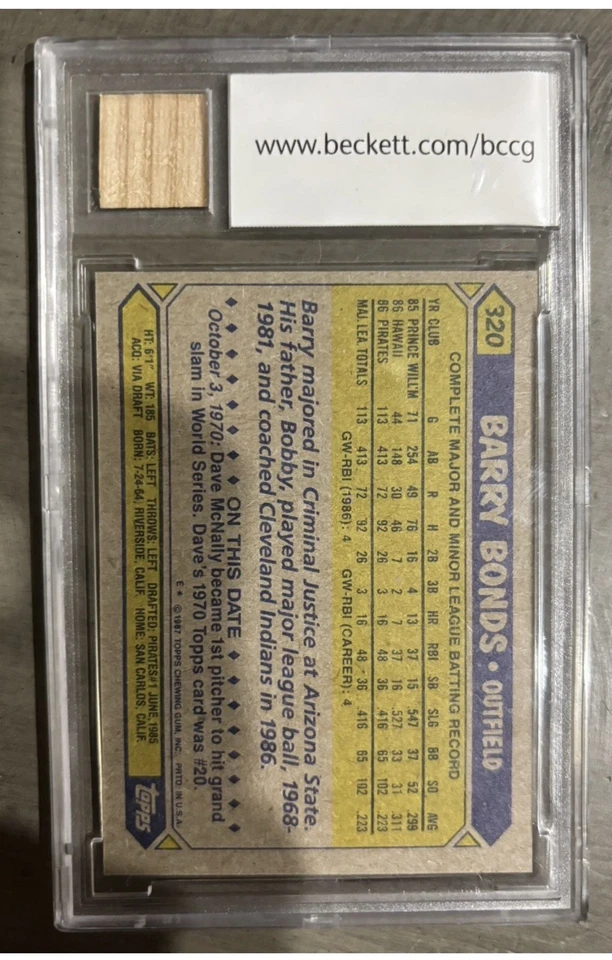 www.beckett.com/bccg
320 BARRY BONDS • OUTFIELD
COMPLETE MAJOR AND MINOR LEAGUE BATTING RECORD
YR CLUB G AB R H 2B 3B HR RBI SB SLG BB SO AVG
85 PRINCE WILL'M 71 254 49 76 16 4 13 37 15 .547 37 52 .299
86 HAWAII 44 148 30 46 7 2 7 37 16 .527 33 31 .311
86 PIRATES 113 413 72 92 26 3 16 48 36 .416 65 102 .223
MAJ. LEA. TOTALS 113 413 72 92 26 3 16 48 36 .416 65 102 .223
GW-RBI (1986): 4 GW-RBI (CAREER): 4
Barry majored in Criminal Justice at Arizona State.
His father, Bobby, played major league ball, 1968-
1981, and coached Cleveland Indians in 1986.
ON THIS DATE
October 3, 1970: Dave McNally became 1st pitcher to hit grand
slam in World Series. Dave's 1970 Topps card was #20.
E* © 1987 TOPPS CHEWING GUM, INC. PRTD. IN U.S.A.
HT: 6'1" WT: 185 BATS: LEFT THROWS: LEFT DRAFTED: PIRATES #1 JUNE, 1985
ACQ: VIA DRAFT BORN: 7-24-64, RIVERSIDE, CALIF. HOME: SAN CARLOS, CALIF.
topps